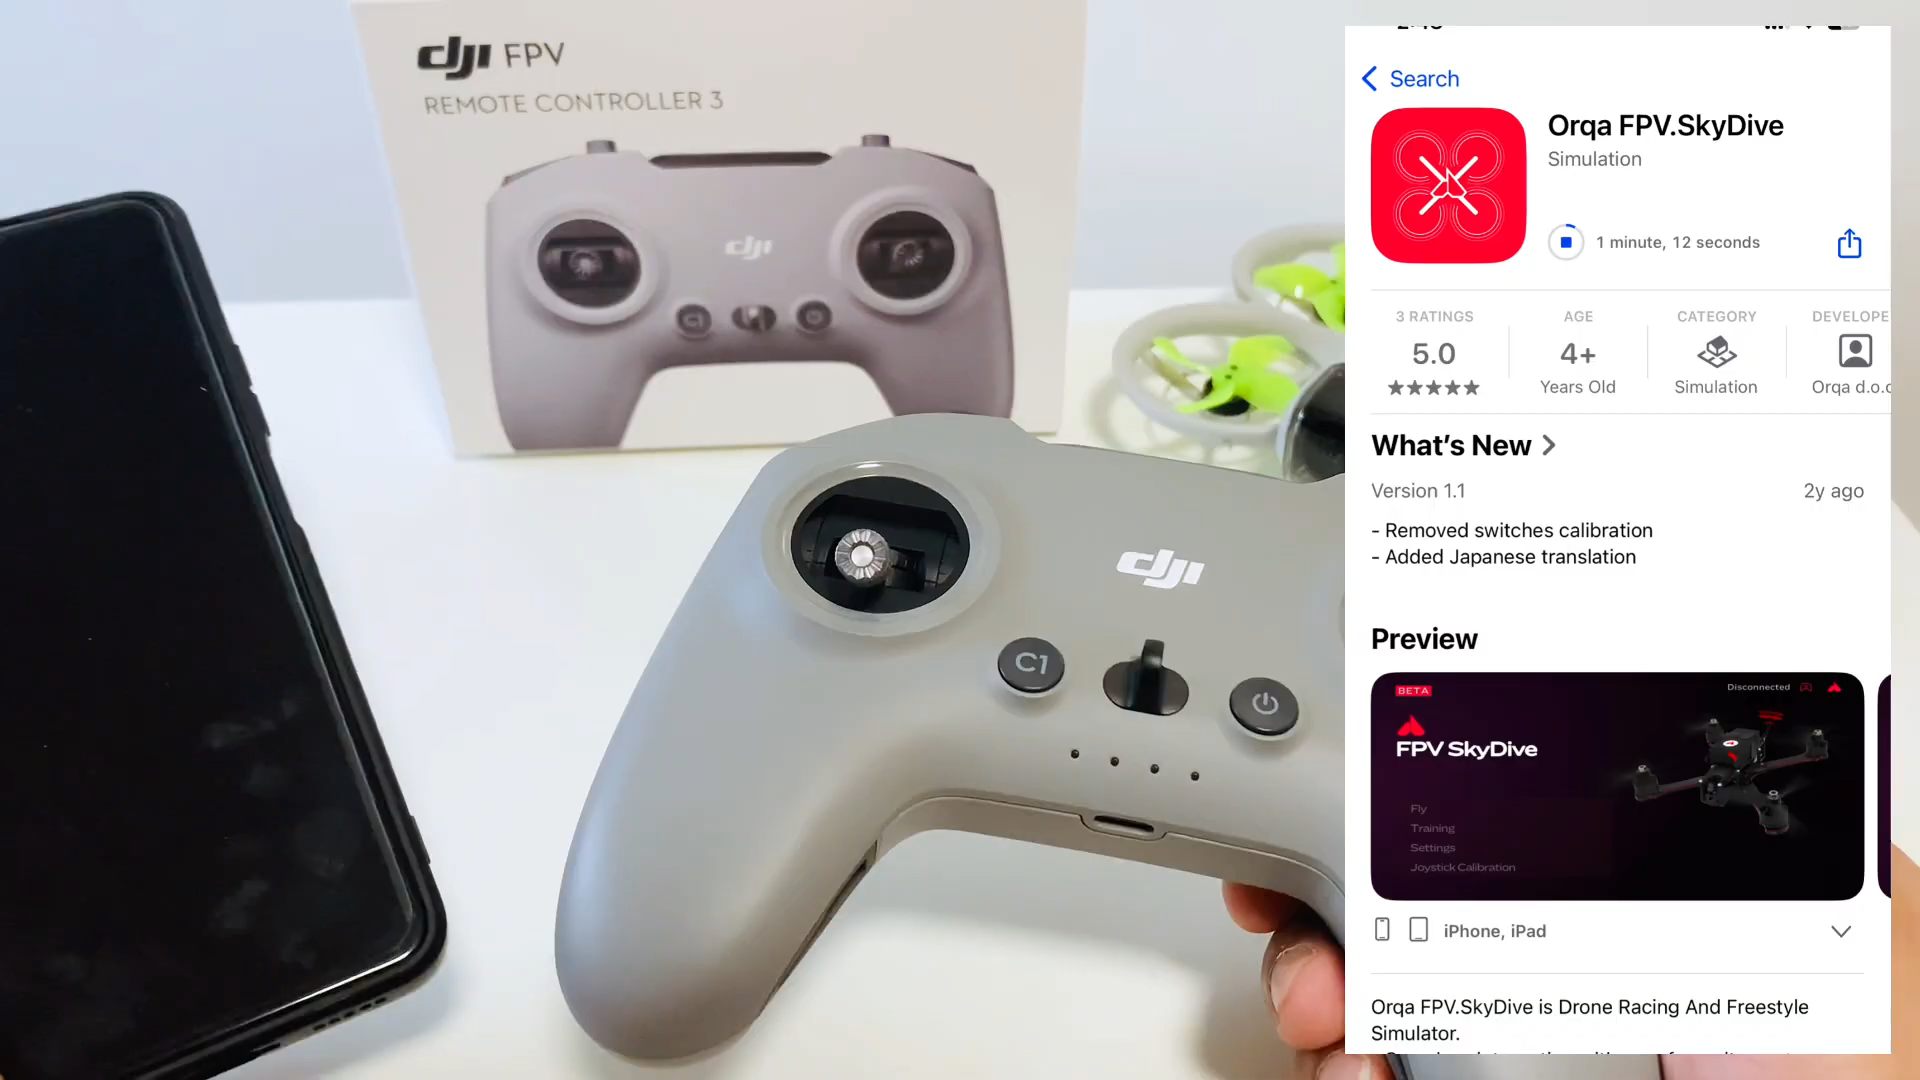 dji FPV
REMOTE CONTROLLER 3
dji
C1
dji
C1
Search
Orqa FPV.SkyDive
Simulation
1 minute, 12 seconds
3 RATINGS
5.0
AGE
4+
Years Old
CATEGORY
Simulation
DEVELOPE
Orqa d.o.
What's New
Version 1.1
2y ago
- Removed switches calibration
- Added Japanese translation
Preview
BETA
Disconnected
FPV SkyDive
Fly
Training
Settings
Joystick Calibration
iPhone, iPad
Orqa FPV.SkyDive is Drone Racing And Freestyle
Simulator.